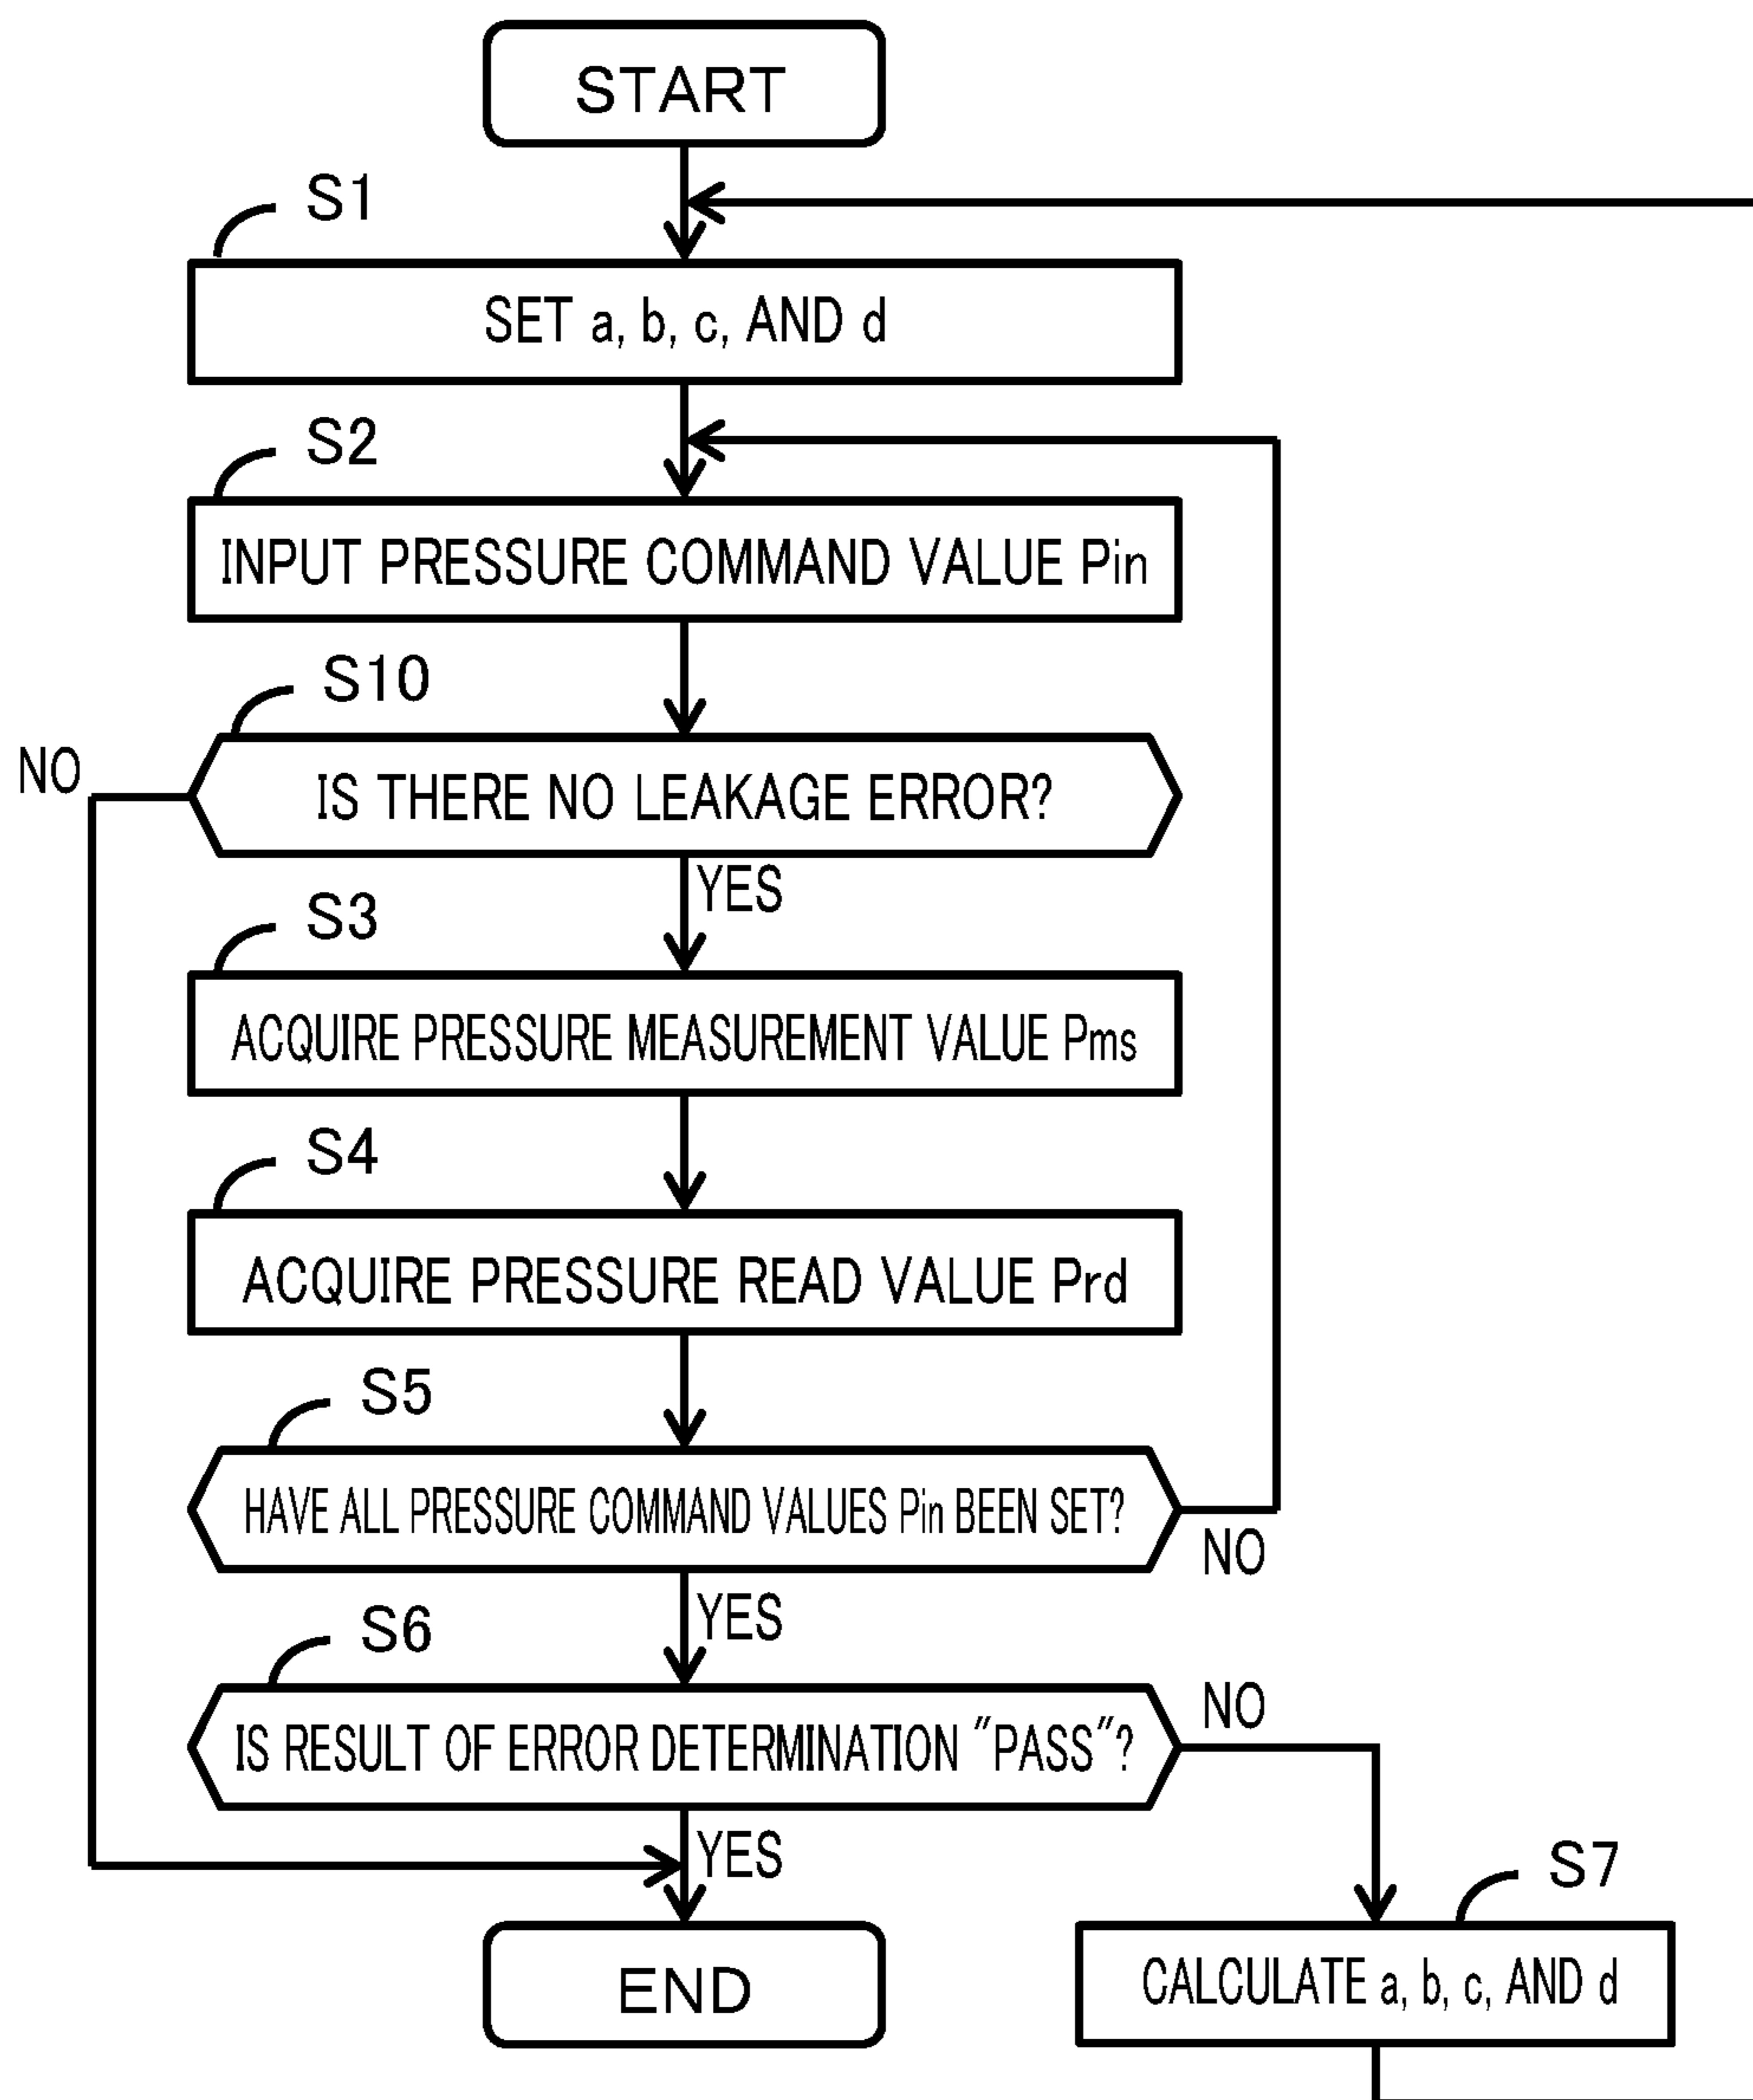 START
S1
SET a, b, c, AND d
S2
INPUT PRESSURE COMMAND VALUE Pin
S10
NO
IS THERE NO LEAKAGE ERROR?
YES
S3
ACQUIRE PRESSURE MEASUREMENT VALUE Pms
S4
ACQUIRE PRESSURE READ VALUE Prd
S5
HAVE ALL PRESSURE COMMAND VALUES Pin BEEN SET?
NO
YES
S6
NO
IS RESULT OF ERROR DETERMINATION "PASS"?
YES
S7
END
CALCULATE a, b, c, AND d